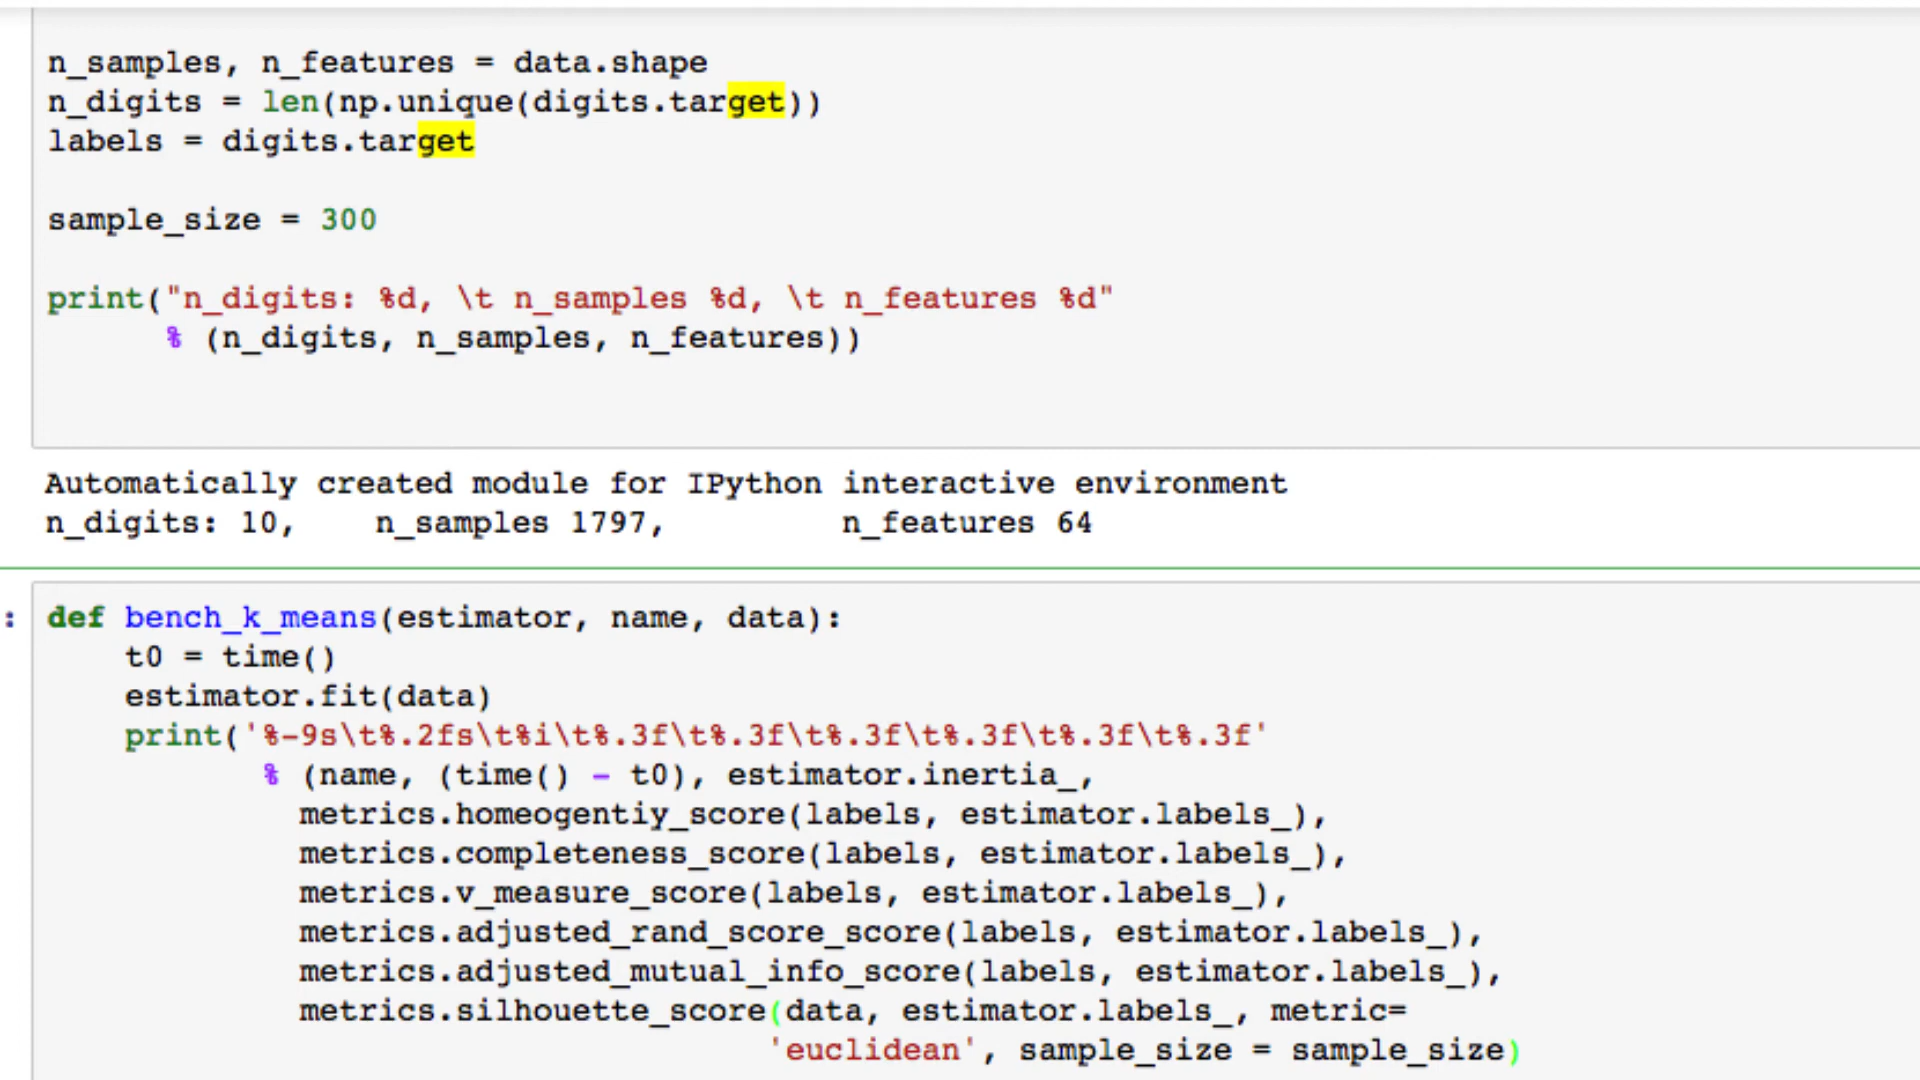 n_samples, n_features = data.shape
n_digits = len(np.unique(digits.target))
labels = digits.target
sample_size = 300
print("n_digits: %d, \t n_samples %d, \t n_features %d"
% (n_digits, n_samples, n_features))
Automatically created module for IPython interactive environment
n_digits: 10, n_samples 1797, n_features 64
: def bench_k_means(estimator, name, data):
t0 = time()
estimator.fit(data)
print('%-9s\t%.2fs\t%i\t%.3f\t%.3f\t%.3f\t%.3f\t%.3f\t%.3f'
% (name, (time() - t0), estimator.inertia_,
metrics.homeogentiy_score(labels, estimator.labels_),
metrics.completeness_score(labels, estimator.labels_),
metrics.v_measure_score(labels, estimator.labels_),
metrics.adjusted_rand_score_score(labels, estimator.labels_),
metrics.adjusted_mutual_info_score(labels, estimator.labels_),
metrics.silhouette_score(data, estimator.labels_, metric=
'euclidean', sample_size = sample_size)